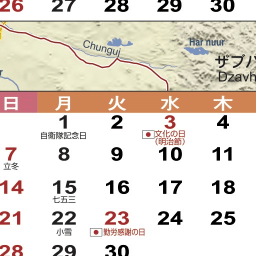 26 27 28 29 30
Chunguj
Har nuur
ザブハ
Dzavh
日 月 火 水 木
1 2 3 4
自衛隊記念日 文化の日
(明治節)
7 8 9 10 11
立冬
14 15 16 17 18
七五三
21 22 23 24 25
小雪 勤労感謝の日
28 29 30